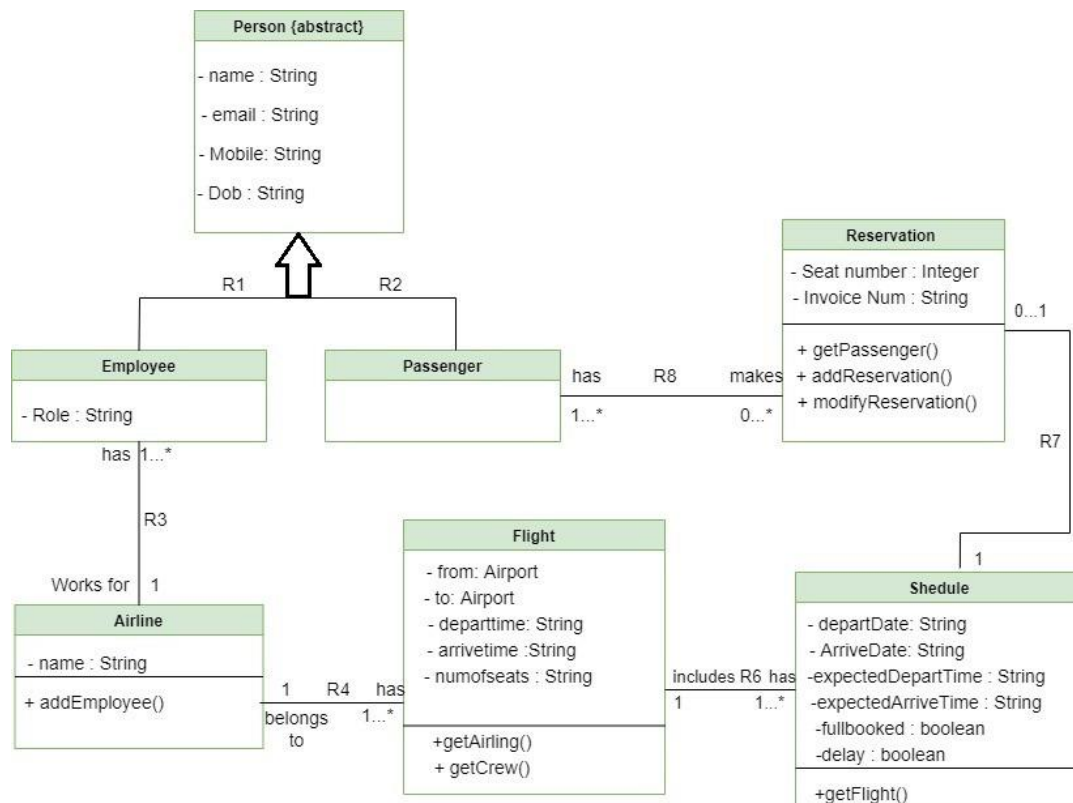 Person {abstract}
- name : String
- email : String
- Mobile: String
- Dob : String
R1
R2
Employee
- Role : String
Passenger
Reservation
- Seat number : Integer
- Invoice Num : String
+ getPassenger()
+ addReservation()
+ modifyReservation()
has R8 makes
1...* 0...*
0...1
R7
1
has 1...*
R3
Works for 1
Airline
- name : String
+ addEmployee()
1 R4 has
belongs 1...*
to
Flight
- from: Airport
- to: Airport
- departtime: String
- arrivetime :String
- numofseats : String
+getAirling()
+ getCrew()
includes R6 has
1 1...*
Shedule
- departDate: String
- ArriveDate: String
-expectedDepartTime : String
-expectedArriveTime : String
-fullbooked : boolean
-delay : boolean
+getFlight()